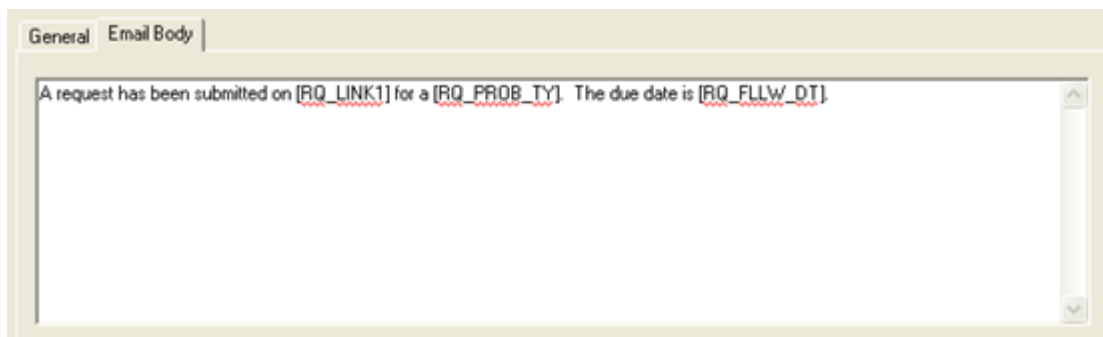 General Email Body
A request has been submitted on [RQ_LINK1] for a [RQ_PROB_TY].  The due date is [RQ_FLLW_DT].